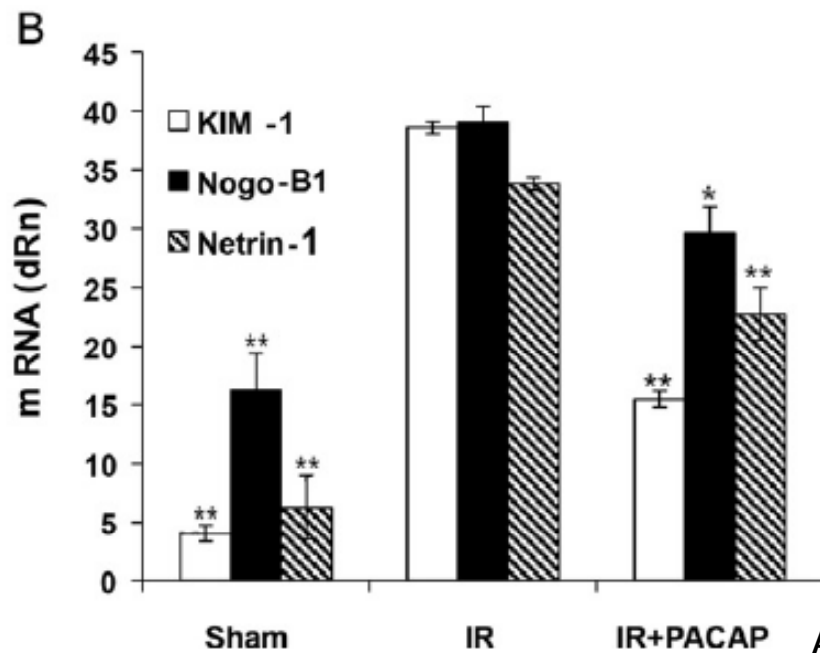 B
45
40
35
30
25
20
15
10
5
0
m RNA (dRn)
KIM -1
Nogo-B1
Netrin-1
**
**
**
*
**
**
Sham
IR
IR+PACAP
A